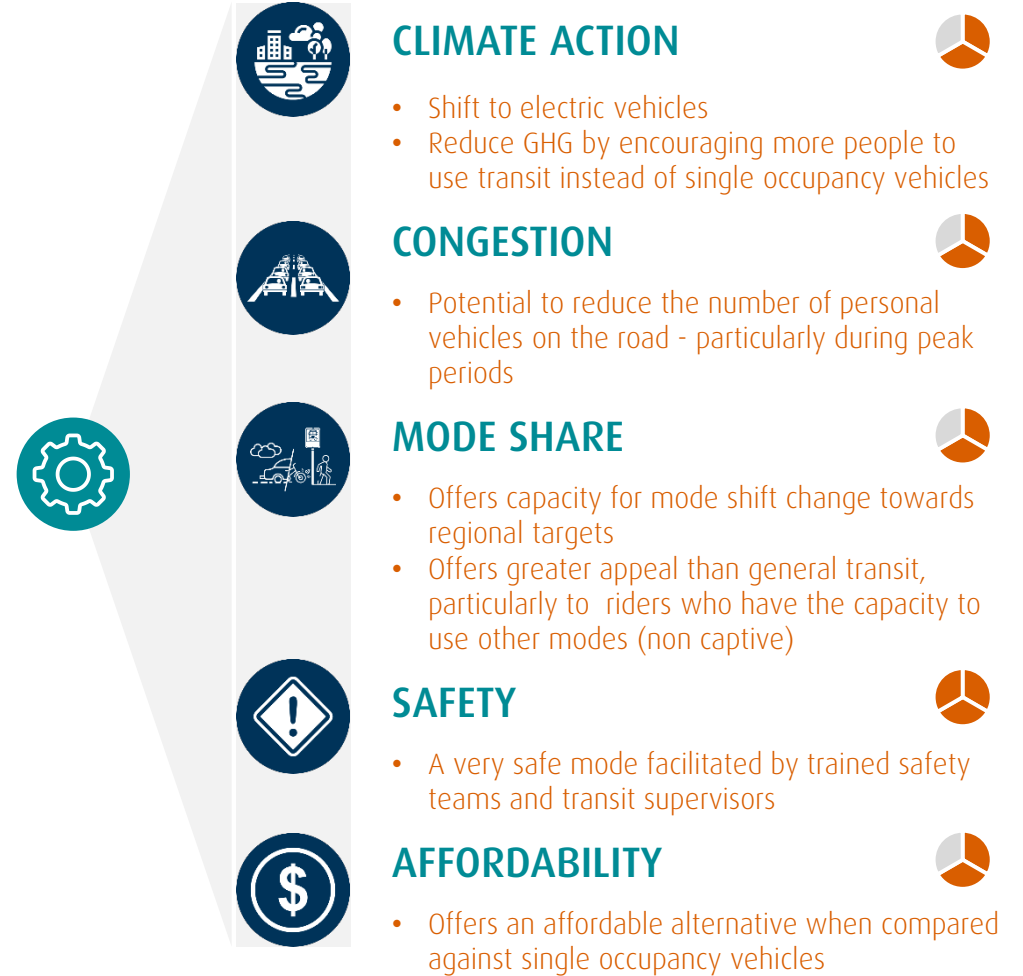 CLIMATE ACTION
• Shift to electric vehicles
• Reduce GHG by encouraging more people to
use transit instead of single occupancy vehicles
CONGESTION
• Potential to reduce the number of personal
vehicles on the road - particularly during peak
periods
MODE SHARE
• Offers capacity for mode shift change towards
regional targets
• Offers greater appeal than general transit,
particularly to riders who have the capacity to
use other modes (non captive)
SAFETY
• A very safe mode facilitated by trained safety
teams and transit supervisors
$
AFFORDABILITY
• Offers an affordable alternative when compared
against single occupancy vehicles